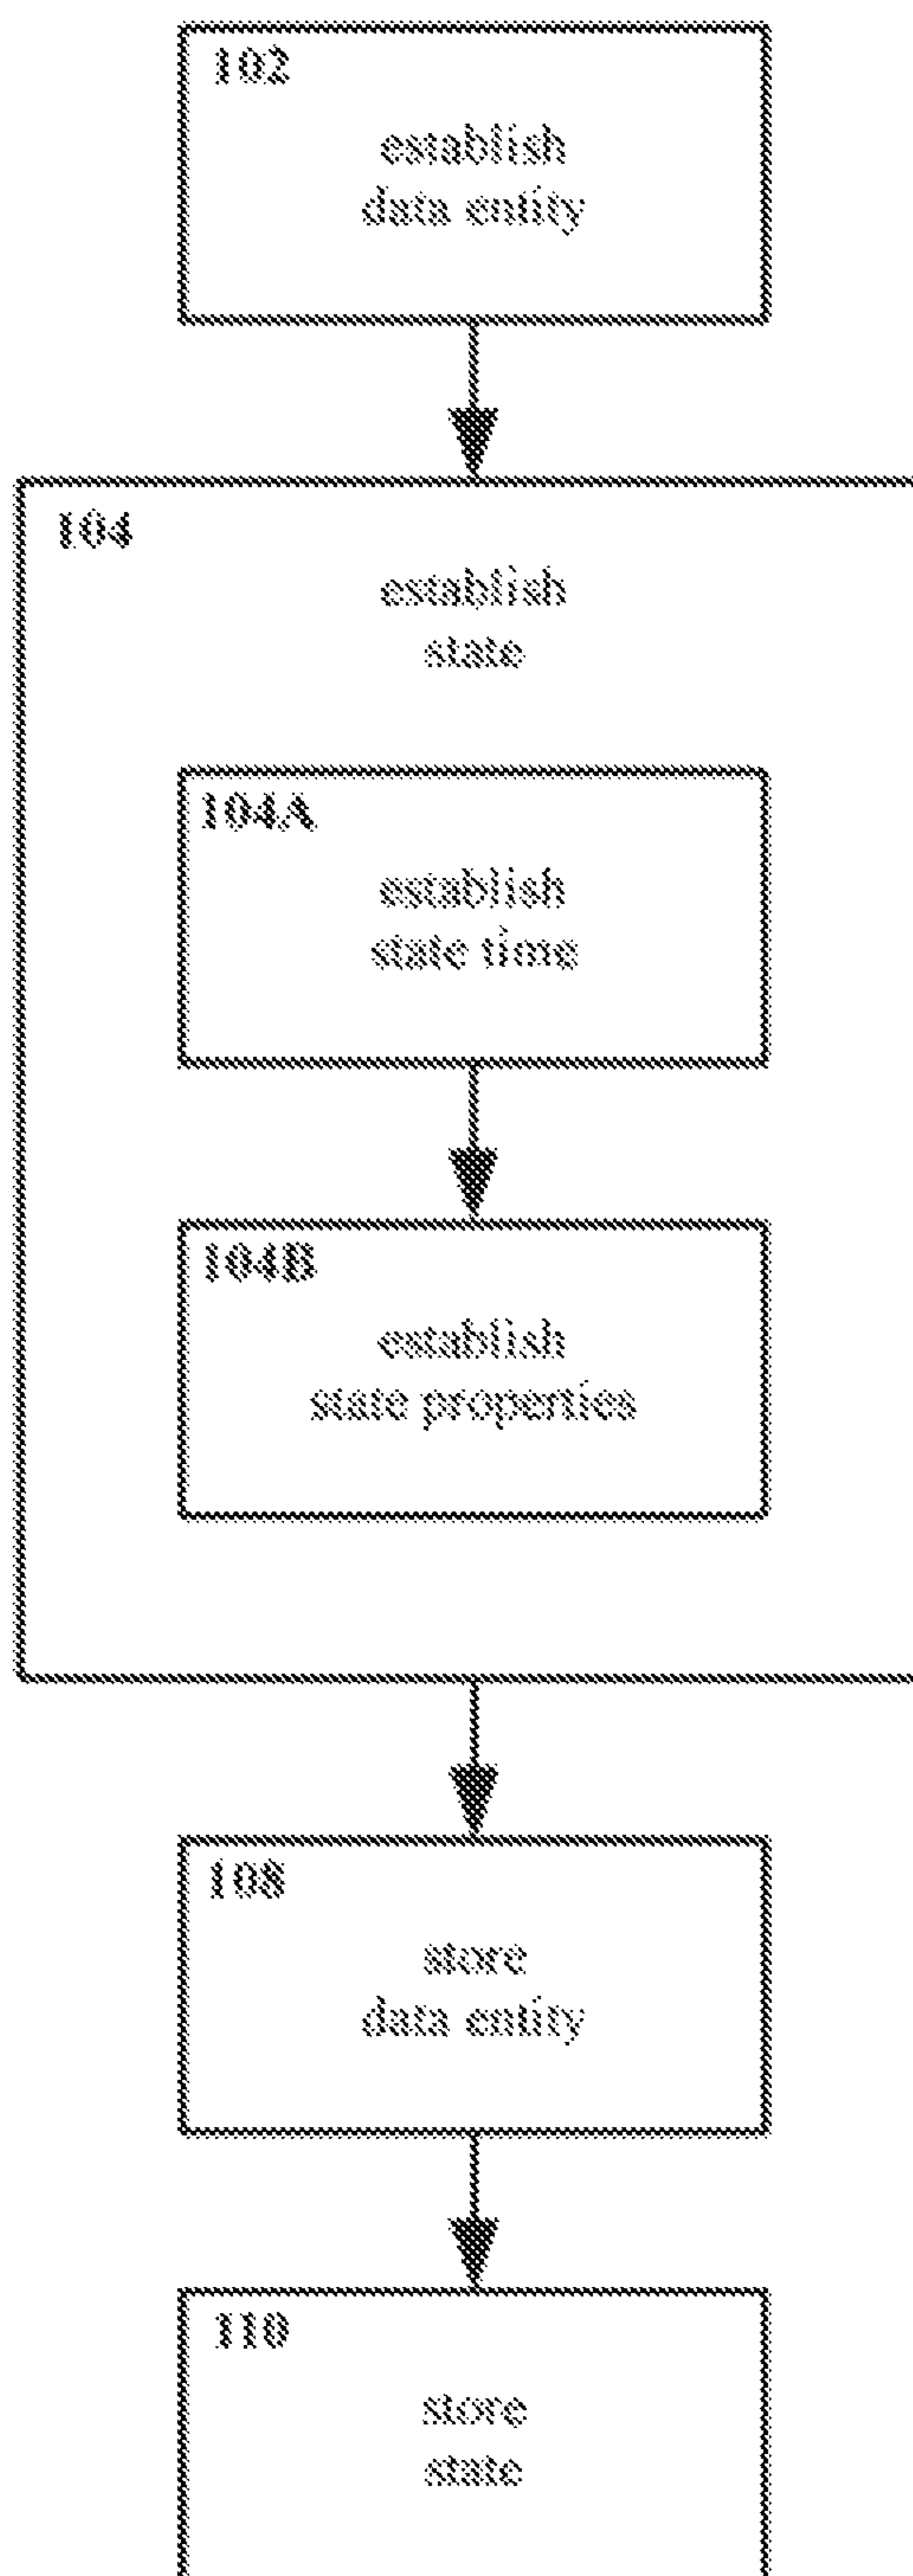 102
establish
data entity
104
establish
state
104A
establish
state time
104B
establish
state properties
108
store
data entity
110
store
state